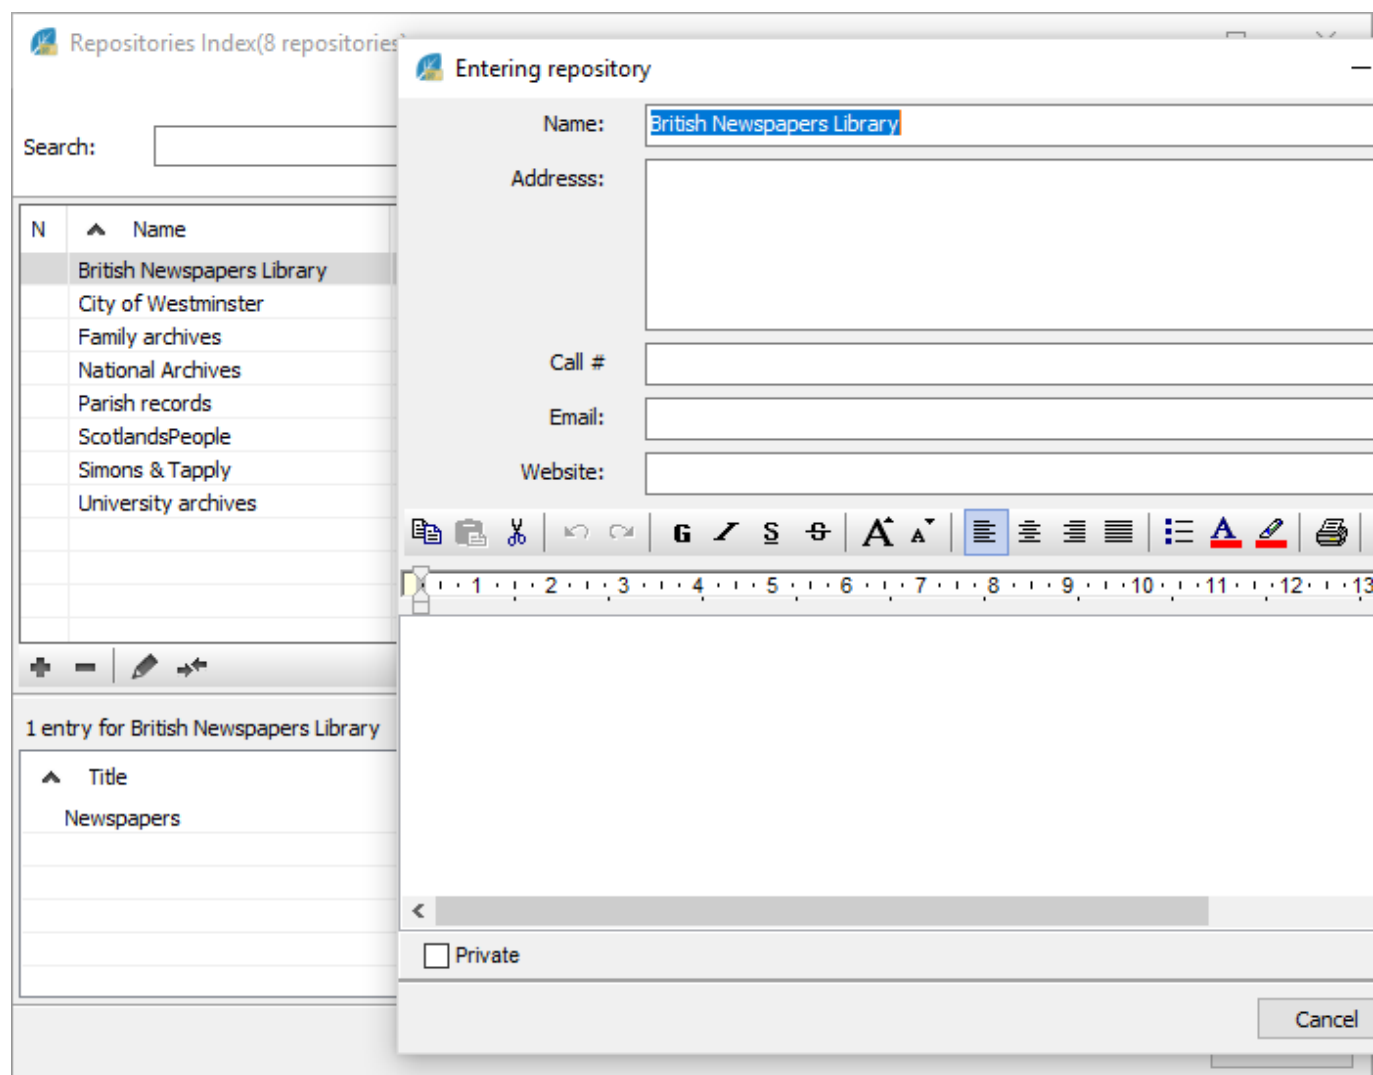 Repositories Index(8 repositories)
Search:
N Name
British Newspapers Library
City of Westminster
Family archives
National Archives
Parish records
ScotlandsPeople
Simons & Tapply
University archives
1 entry for British Newspapers Library
Title
Newspapers
Entering repository
Name: British Newspapers Library
Addresss:
Call #
Email:
Website:
G I S S A A A
1 2 3 4 5 6 7 8 9 10 11 12 13
Private
Cancel